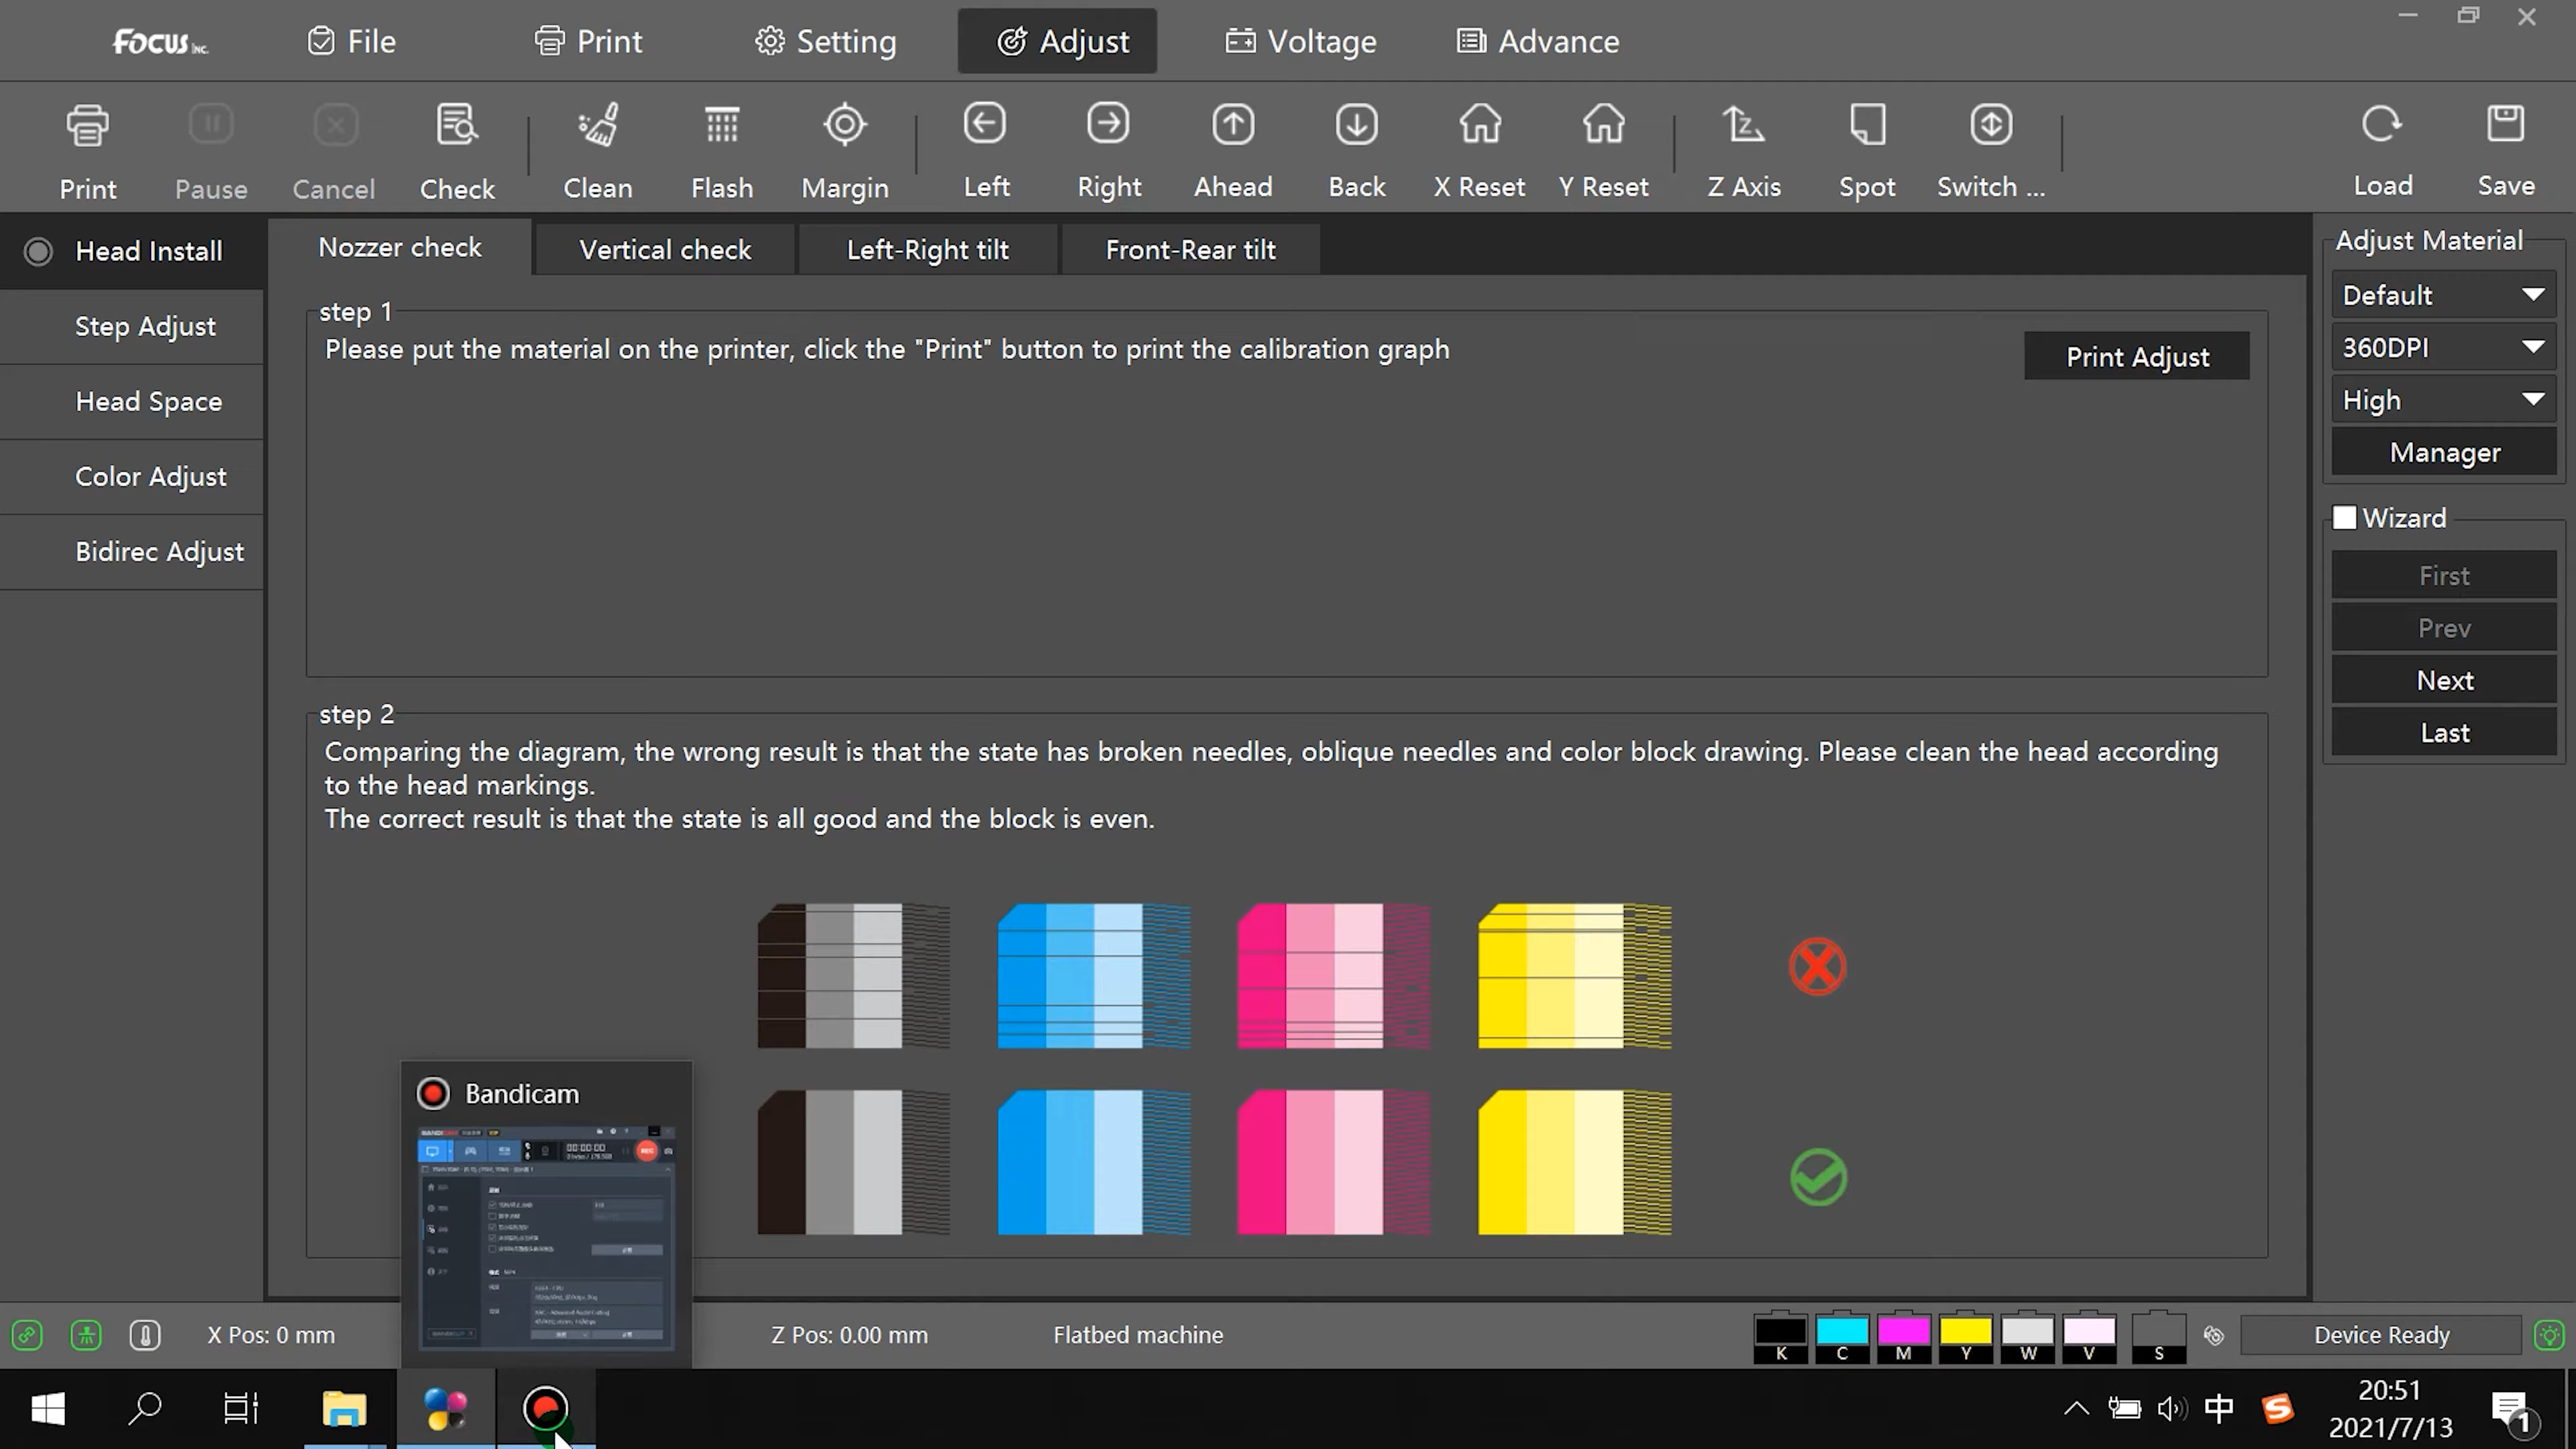 Focus INC.
File
Print
Setting
Adjust
Voltage
Advance
Print
Pause
Cancel
Check
Clean
Flash
Margin
Left
Right
Ahead
Back
X Reset
Y Reset
Z Axis
Spot
Switch ...
Load
Save
Head Install
Step Adjust
Head Space
Color Adjust
Bidirec Adjust
Nozzer check
Vertical check
Left-Right tilt
Front-Rear tilt
step 1
Please put the material on the printer, click the "Print" button to print the calibration graph
Print Adjust
step 2
Comparing the diagram, the wrong result is that the state has broken needles, oblique needles and color block drawing. Please clean the head according
to the head markings.
The correct result is that the state is all good and the block is even.
Adjust Material
Default
360DPI
High
Manager
Wizard
First
Prev
Next
Last
Bandicam
00:00:00
REC
X Pos: 0 mm
Z Pos: 0.00 mm
Flatbed machine
K
C
M
Y
W
V
S
Device Ready
中
20:51
2021/7/13
1